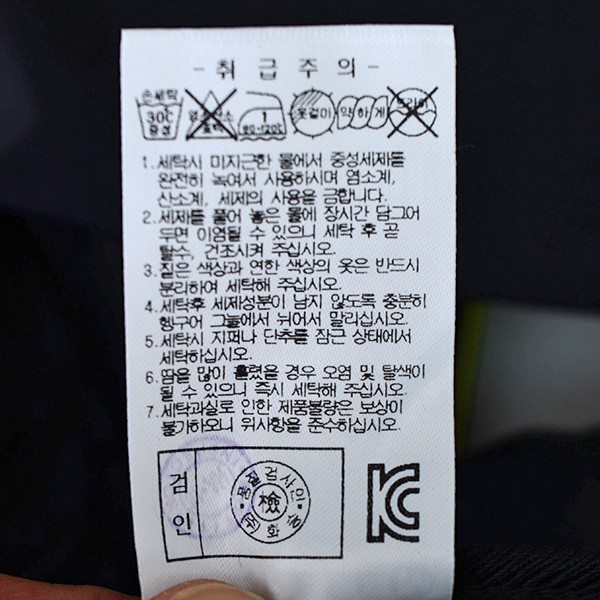 - 취 급 주 의 -
손세탁 30℃ 중성
염소표백
1 80~120℃
옷걸이
약하게
드라이
1. 세탁시 미지근한 물에서 중성세제를
완전히 녹여서 사용하시며 염소계,
산소계, 세제의 사용을 금합니다.
2. 세제를 풀어 놓은 물에 장시간 담그어
두면 이염될 수 있으니 세탁 후 곧
탈수, 건조시켜 주십시오.
3. 짙은 색상과 연한 색상의 옷은 반드시
분리하여 세탁해 주십시오.
4. 세탁후 세제성분이 남지 않도록 충분히
헹구어 그늘에서 뉘어서 말리십시오.
5. 세탁시 지퍼나 단추를 잠근 상태에서
세탁하십시오.
6. 땀을 많이 흘렸을 경우 오염 및 탈색이
될 수 있으니 즉시 세탁해 주십시오.
7. 세탁과실로 인한 제품불량은 보상이
불가하오니 위사항을 준수하십시오.
검 인
품질검사인
檢
KC